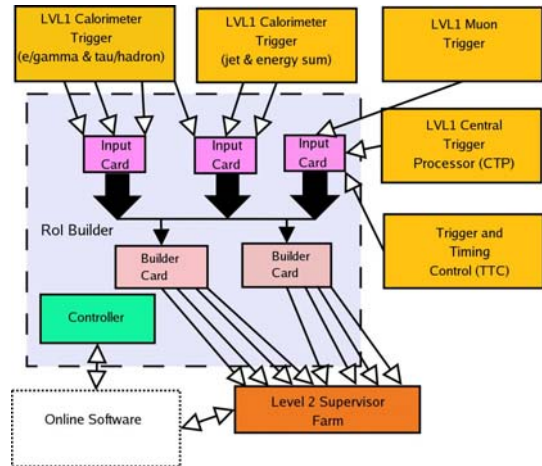 LVL1 Calorimeter
Trigger
(e/gamma & tau/hadron)
LVL1 Calorimeter
Trigger
(jet & energy sum)
LVL1 Muon
Trigger
LVL1 Central
Trigger
Processor (CTP)
Trigger and
Timing
Control (TTC)
Input
Card
Input
Card
Input
Card
RoI Builder
Builder
Card
Builder
Card
Controller
Online Software
Level 2 Supervisor
Farm